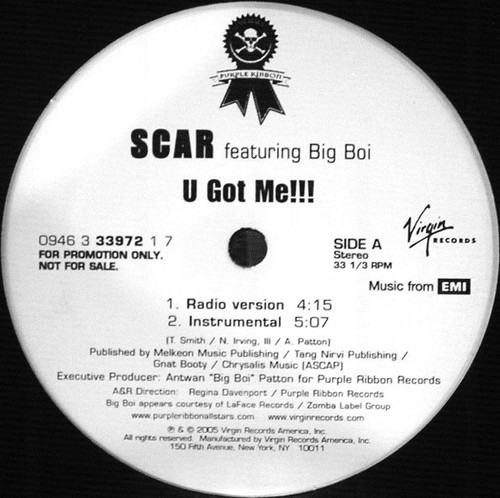 PURPLE RIBBON
SCAR featuring Big Boi
U Got Me!!!
0946 3 33972 1 7
FOR PROMOTION ONLY.
NOT FOR SALE.
SIDE A
Stereo
33 1/3 RPM
Virgin RECORDS
Music from EMI
1. Radio version 4:15
2. Instrumental 5:07
(T. Smith / N. Irving, III / A. Patton)
Published by Melkeon Music Publishing / Tang Nirvi Publishing /
Gnat Booty / Chrysalis Music (ASCAP)
Executive Producer: Antwan "Big Boi" Patton for Purple Ribbon Records
A&R Direction: Regina Davenport / Purple Ribbon Records
Big Boi appears courtesy of LaFace Records / Zomba Label Group
www.purpleribbonallstars.com www.virginrecords.com
℗ & © 2005 Virgin Records America, Inc.
All rights reserved. Manufactured by Virgin Records America, Inc.
150 Fifth Avenue, New York, NY 10011